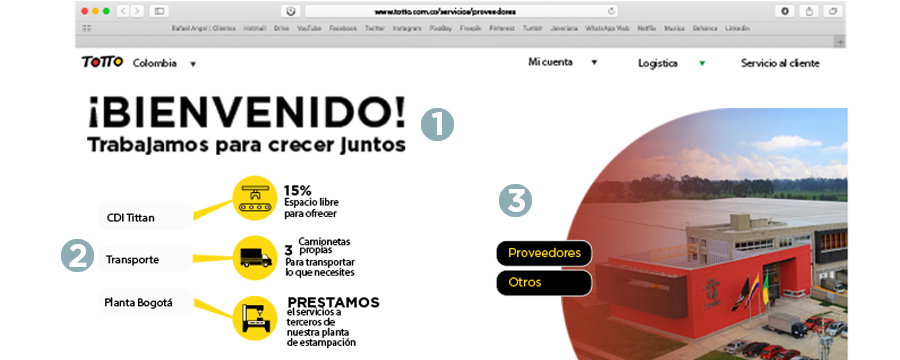 www.totto.com.co/servicios/proveedores
Rafael Angel | Clientes Hotmail Drive YouTube Facebook Twitter Instagram Pixelbay Freepik Pinterest Tumblr Javeriana WhatsApp Web Netflix Musica Behance Linkedin
TOTTO Colombia Mi cuenta Logistica Servicio al cliente
¡BIENVENIDO!
Trabajamos para crecer juntos
1
2
CDI Tittan
15%
Espacio libre
para ofrecer
Transporte
3 Camionetas
propias
Para transportar
lo que necesites
Planta Bogotá
PRESTAMOS
el servicios a
terceros de
nuestra planta
de estampación
3
Proveedores
Otros